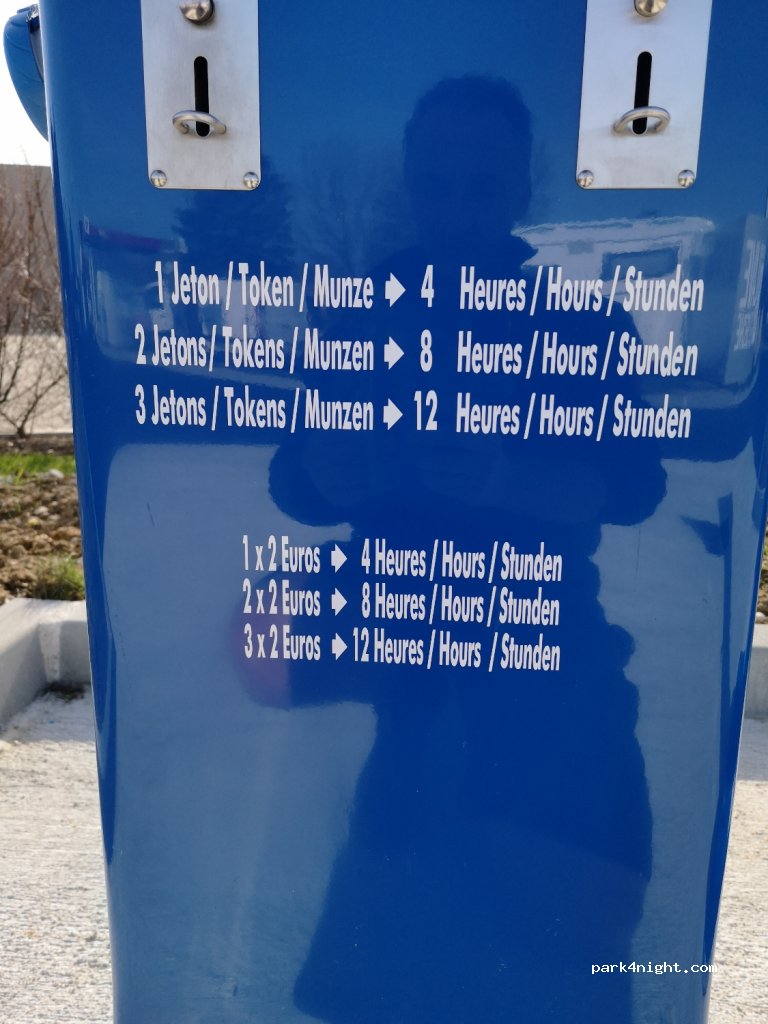 1 Jeton / Token / Munze ➡ 4 Heures / Hours / Stunden
2 Jetons / Tokens / Munzen ➡ 8 Heures / Hours / Stunden
3 Jetons / Tokens / Munzen ➡ 12 Heures / Hours / Stunden
1 x 2 Euros ➡ 4 Heures / Hours / Stunden
2 x 2 Euros ➡ 8 Heures / Hours / Stunden
3 x 2 Euros ➡ 12 Heures / Hours / Stunden
park4night.com